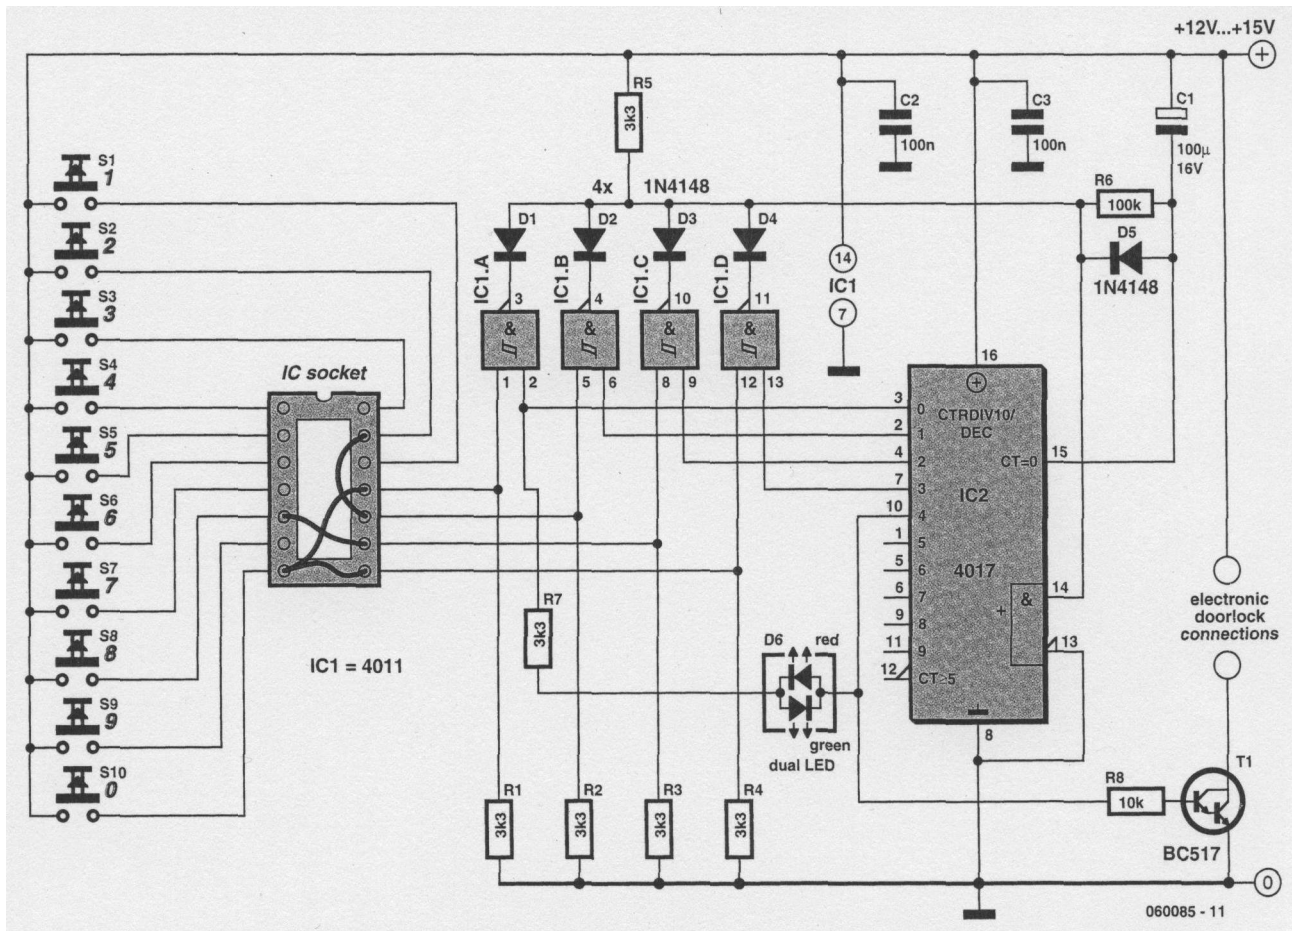 +12V...+15V
R5
3k3
C2
100n
C3
100n
C1
100µ
16V
S1
1
S2
2
S3
3
S4
4
S5
5
S6
6
S7
7
S8
8
S9
9
S10
0
IC socket
IC1 = 4011
4x 1N4148
D1
D2
D3
D4
IC1.A
IC1.B
IC1.C
IC1.D
3
4
10
11
&
&
&
&
1 2
5 6
8 9
12 13
14
IC1
7
R6
100k
D5
1N4148
16
+
CTRDIV10/
DEC
CT=0
IC2
4017
&
+
CT≥5
3 0
2 1
4 2
7 3
10 4
1 5
5 6
6 7
9 8
11 9
12
15
14
13
8
R7
3k3
D6
red
green
dual LED
electronic
doorlock
connections
R1
3k3
R2
3k3
R3
3k3
R4
3k3
R8
10k
T1
BC517
0
060085 - 11